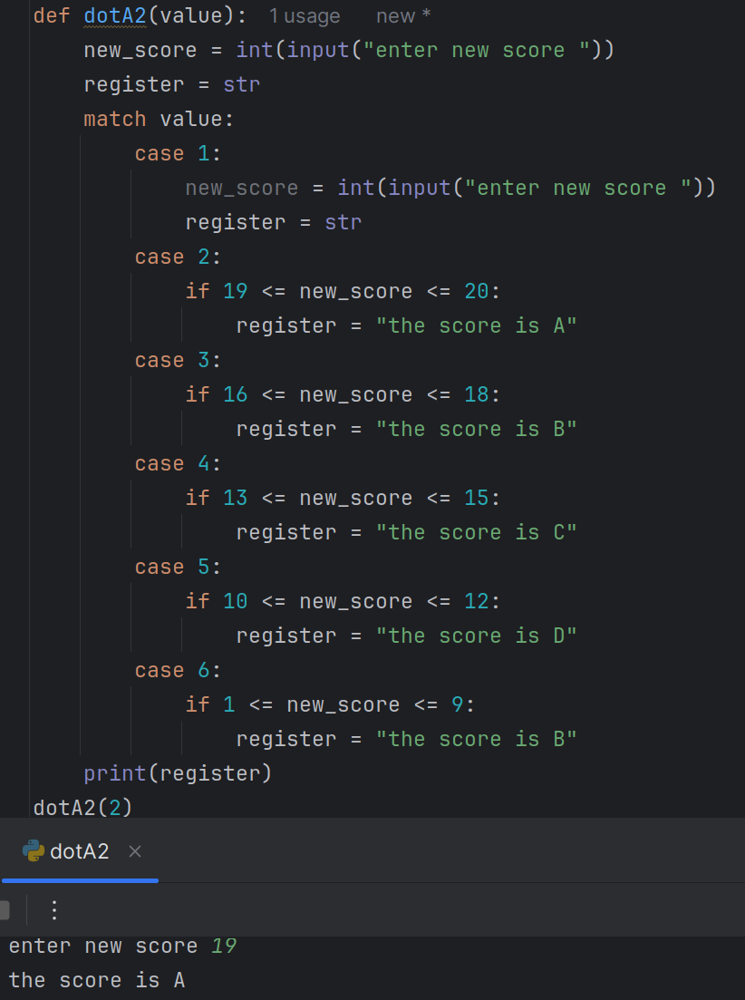 def dotA2(value): 1 usage new *
    new_score = int(input("enter new score "))
    register = str
    match value:
        case 1:
            new_score = int(input("enter new score "))
            register = str
        case 2:
            if 19 <= new_score <= 20:
                register = "the score is A"
        case 3:
            if 16 <= new_score <= 18:
                register = "the score is B"
        case 4:
            if 13 <= new_score <= 15:
                register = "the score is C"
        case 5:
            if 10 <= new_score <= 12:
                register = "the score is D"
        case 6:
            if 1 <= new_score <= 9:
                register = "the score is B"
    print(register)
dotA2(2)
dotA2
enter new score 19
the score is A